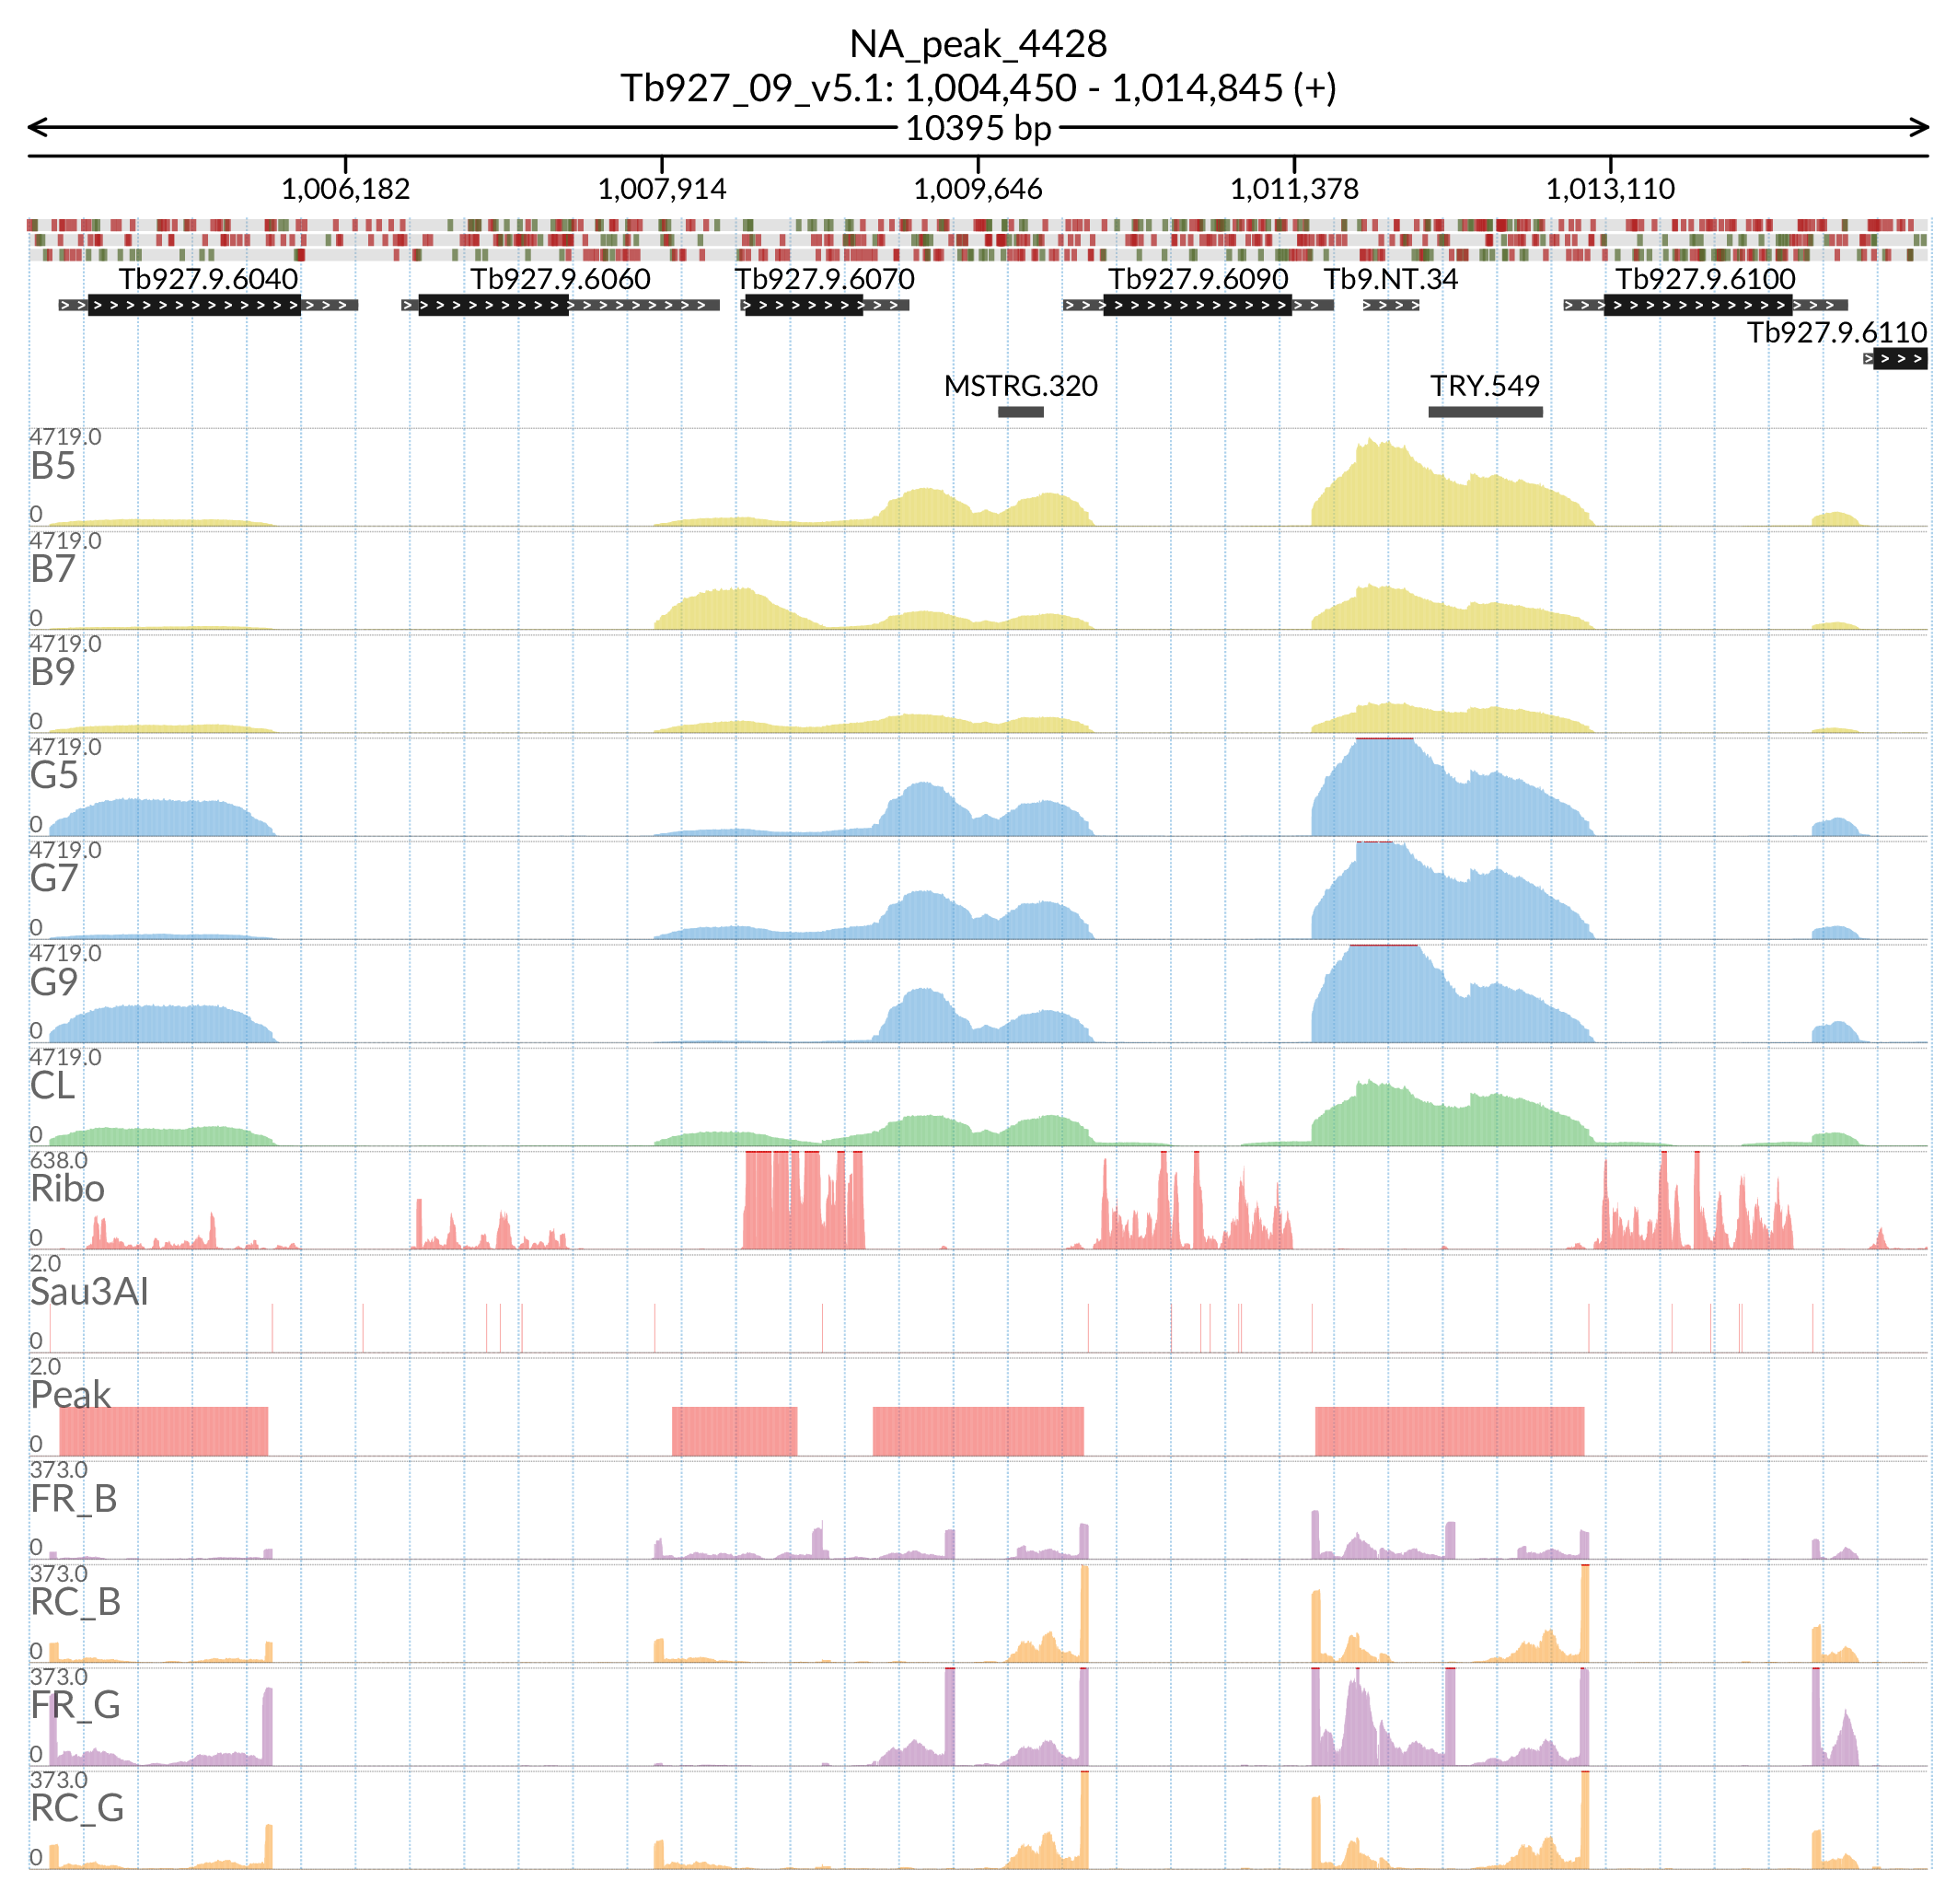 NA_peak_4428
Tb927_09_v5.1: 1,004,450 - 1,014,845 (+)
10395 bp
1,006,182 1,007,914 1,009,646 1,011,378 1,013,110
Tb927.9.6040 Tb927.9.6060 Tb927.9.6070 Tb927.9.6090 Tb9.NT.34 Tb927.9.6100
Tb927.9.6110
MSTRG.320 TRY.549
4719.0
B5
0
4719.0
B7
0
4719.0
B9
0
4719.0
G5
0
4719.0
G7
0
4719.0
G9
0
4719.0
CL
0
638.0
Ribo
0
2.0
Sau3AI
0
2.0
Peak
0
373.0
FR_B
0
373.0
RC_B
0
373.0
FR_G
0
373.0
RC_G
0